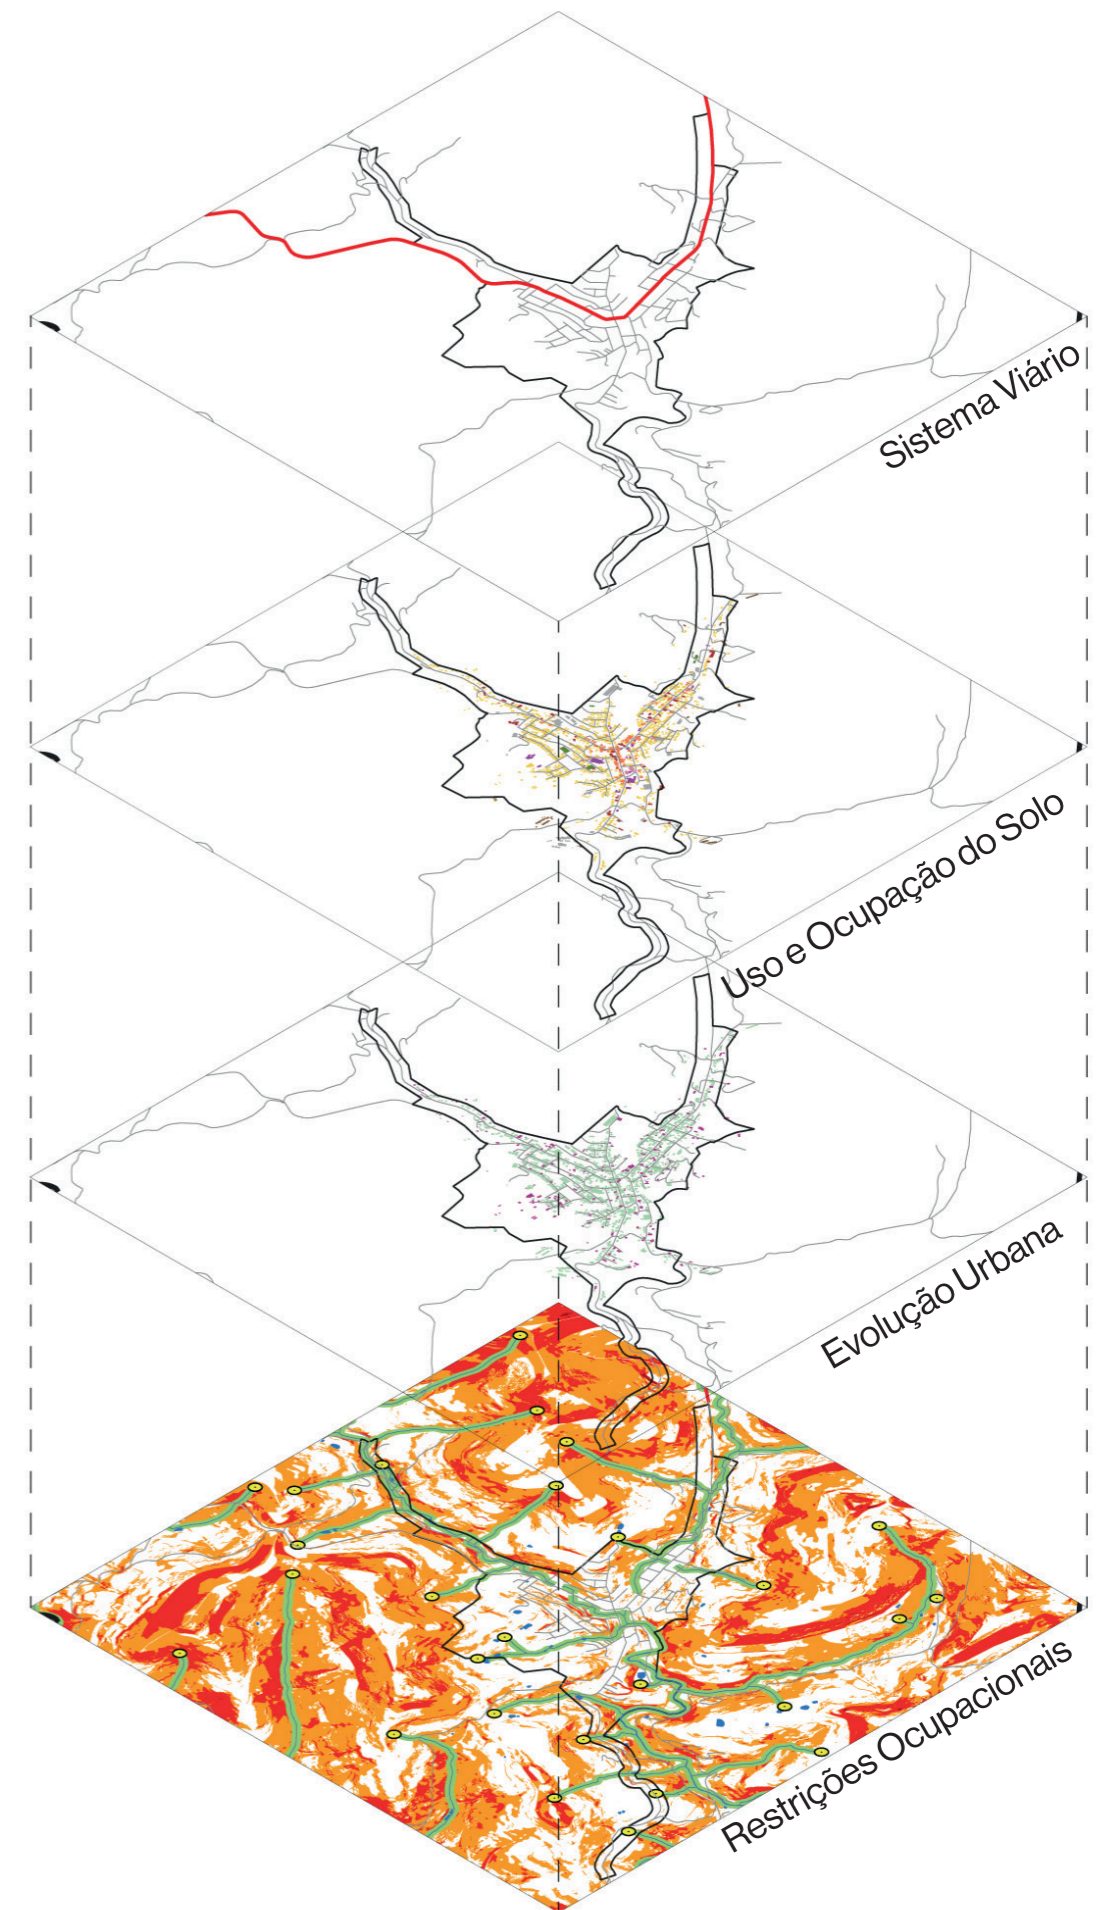 Sistema Viário
Uso e Ocupação do Solo
Evolução Urbana
Restrições Ocupacionais